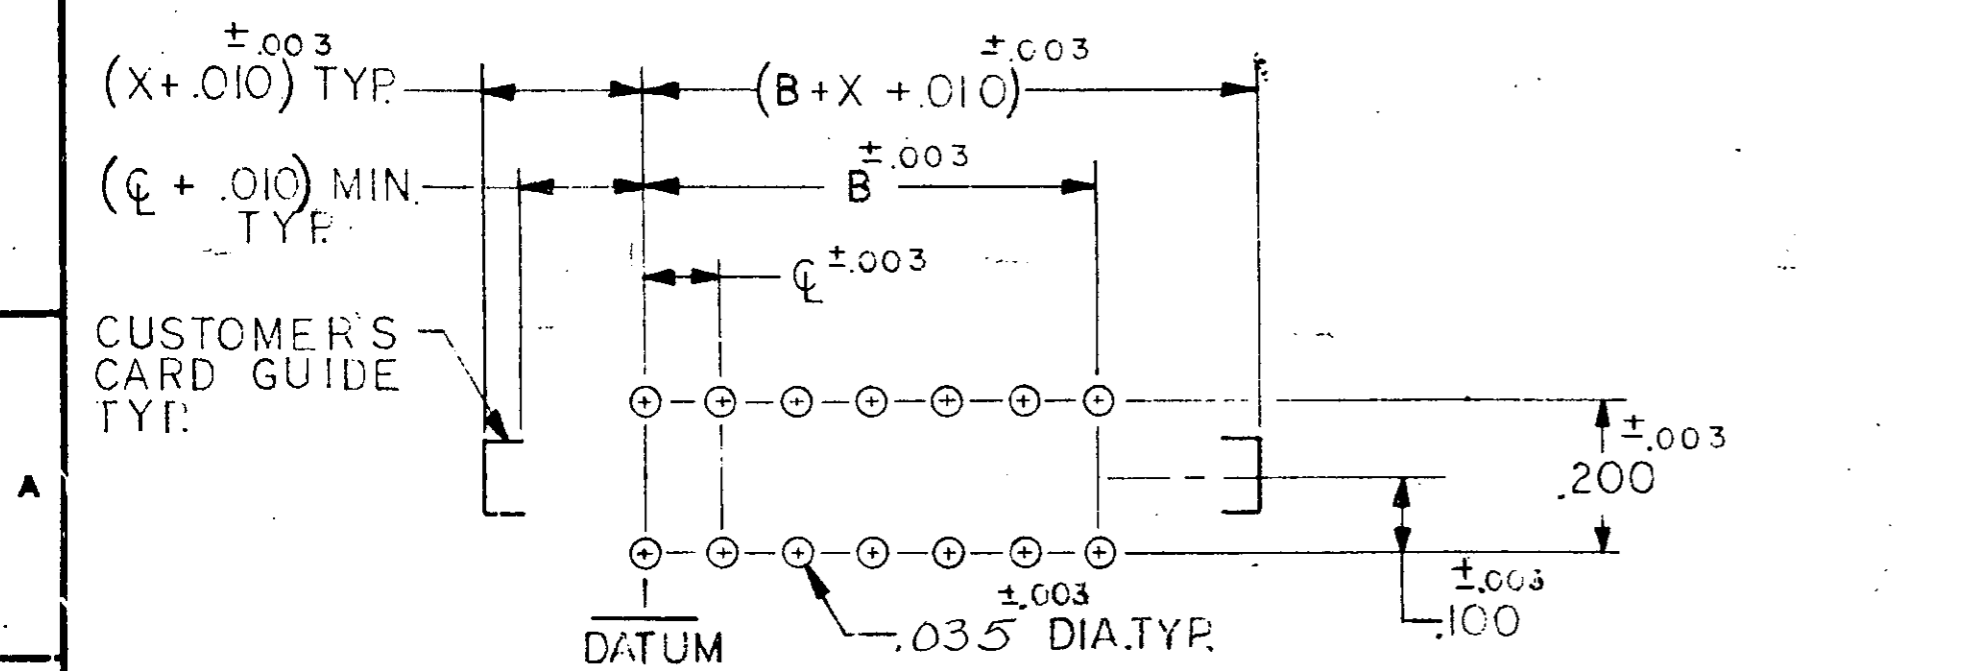 ±.003
(X+.010) TYP.
±.003
(B+X +.010)
(℄ + .010) MIN.
TYP.
±.003
B
℄ ±.003
CUSTOMER'S
CARD GUIDE
TYP.
±.003
.200
A
±.003
.100
±.003
.035 DIA.TYP.
DATUM